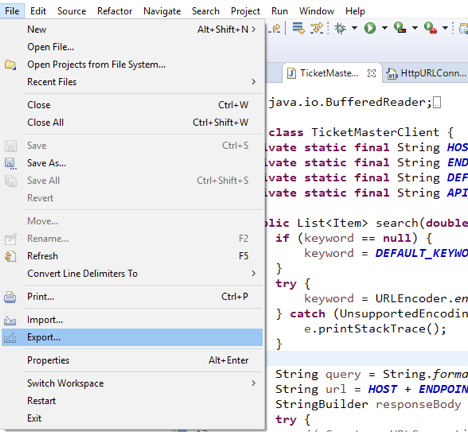 File Edit Source Refactor Navigate Search Project Run Window Help
New Alt+Shift+N >
Open File...
Open Projects from File System...
Recent Files >
Close Ctrl+W
Close All Ctrl+Shift+W
Save Ctrl+S
Save As...
Save All Ctrl+Shift+S
Revert
Move...
Rename... F2
Refresh F5
Convert Line Delimiters To >
Print... Ctrl+P
Import...
Export...
Properties Alt+Enter
Switch Workspace >
Restart
Exit
TicketMaste... HttpURLConn...
java.io.BufferedReader;
class TicketMasterClient {
ivate static final String HOS
ivate static final String END
ivate static final String DEF
ivate static final String API
blic List<Item> search(double
if (keyword == null) {
keyword = DEFAULT_KEYWO
}
try {
keyword = URLEncoder.en
} catch (UnsupportedEncodin
e.printStackTrace();
}
String query = String.forma
String url = HOST + ENDPOIN
StringBuilder responseBody
try {